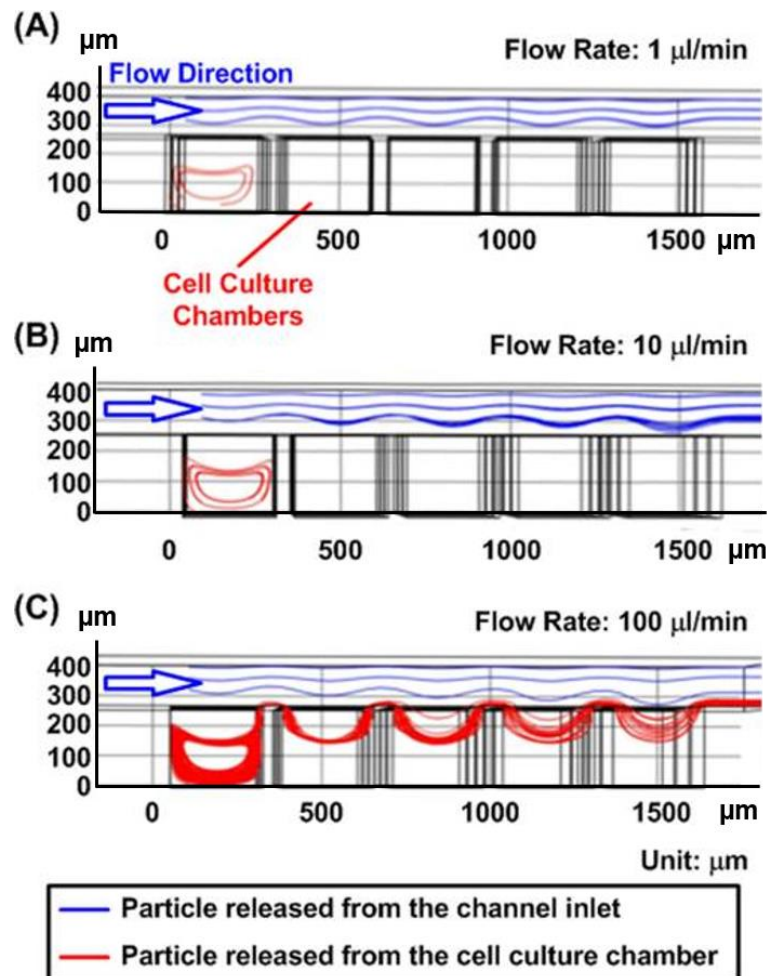 (A)
µm
Flow Rate: 1 µl/min
Flow Direction
400
300
200
100
0
0 500 1000 1500 µm
Cell Culture
Chambers
(B)
µm
Flow Rate: 10 µl/min
400
300
200
100
0
0 500 1000 1500 µm
(C)
µm
Flow Rate: 100 µl/min
400
300
200
100
0
0 500 1000 1500 µm
Unit: µm
Particle released from the channel inlet
Particle released from the cell culture chamber